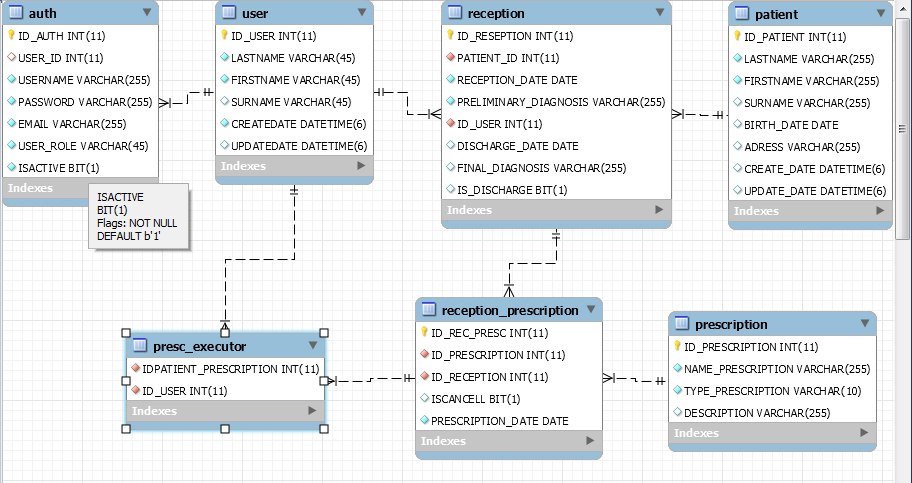 auth
ID_AUTH INT(11)
USER_ID INT(11)
USERNAME VARCHAR(255)
PASSWORD VARCHAR(255)
EMAIL VARCHAR(255)
USER_ROLE VARCHAR(45)
ISACTIVE BIT(1)
Indexes
ISACTIVE
BIT(1)
Flags: NOT NULL
DEFAULT b'1'
user
ID_USER INT(11)
LASTNAME VARCHAR(45)
FIRSTNAME VARCHAR(45)
SURNAME VARCHAR(45)
CREATEDATE DATETIME(6)
UPDATEDATE DATETIME(6)
Indexes
reception
ID_RESEPTION INT(11)
PATIENT_ID INT(11)
RECEPTION_DATE DATE
PRELIMINARY_DIAGNOSIS VARCHAR(255)
ID_USER INT(11)
DISCHARGE_DATE DATE
FINAL_DIAGNOSIS VARCHAR(255)
IS_DISCHARGE BIT(1)
Indexes
patient
ID_PATIENT INT(11)
LASTNAME VARCHAR(255)
FIRSTNAME VARCHAR(255)
SURNAME VARCHAR(255)
BIRTH_DATE DATE
ADRESS VARCHAR(255)
CREATE_DATE DATETIME(6)
UPDATE_DATE DATETIME(6)
Indexes
presc_executor
IDPATIENT_PRESCRIPTION INT(11)
ID_USER INT(11)
Indexes
reception_prescription
ID_REC_PRESC INT(11)
ID_PRESCRIPTION INT(11)
ID_RECEPTION INT(11)
ISCANCELL BIT(1)
PRESCRIPTION_DATE DATE
Indexes
prescription
ID_PRESCRIPTION INT(11)
NAME_PRESCRIPTION VARCHAR(255)
TYPE_PRESCRIPTION VARCHAR(10)
DESCRIPTION VARCHAR(255)
Indexes